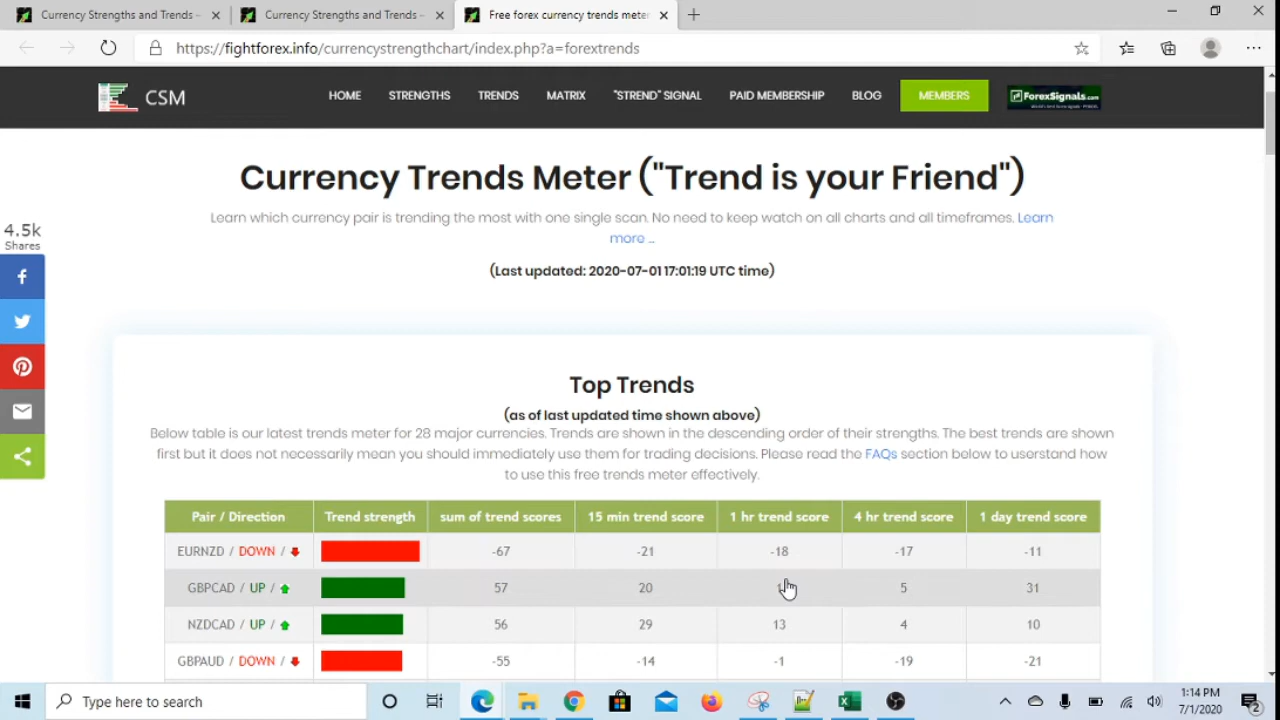 Currency Strengths and Trends -
Currency Strengths and Trends -
Free forex currency trends meter
https://fightforex.info/currencystrengthchart/index.php?a=forextrends
CSM
HOME
STRENGTHS
TRENDS
MATRIX
"STREND" SIGNAL
PAID MEMBERSHIP
BLOG
MEMBERS
ForexSignals.com
Currency Trends Meter ("Trend is your Friend")
Learn which currency pair is trending the most with one single scan. No need to keep watch on all charts and all timeframes. Learn
more ...
(Last updated: 2020-07-01 17:01:19 UTC time)
4.5k
Shares
Top Trends
(as of last updated time shown above)
Below table is our latest trends meter for 28 major currencies. Trends are shown in the descending order of their strengths. The best trends are shown
first but it does not necessarily mean you should immediately use them for trading decisions. Please read the FAQs section below to userstand how
to use this free trends meter effectively.
Pair / Direction Trend strength sum of trend scores 15 min trend score 1 hr trend score 4 hr trend score 1 day trend score
EURNZD / DOWN / -67 -21 -18 -17 -11
GBPCAD / UP / 57 20 5 31
NZDCAD / UP / 56 29 13 4 10
GBPAUD / DOWN / -55 -14 -1 -19 -21
Type here to search
1:14 PM
7/1/2020
2